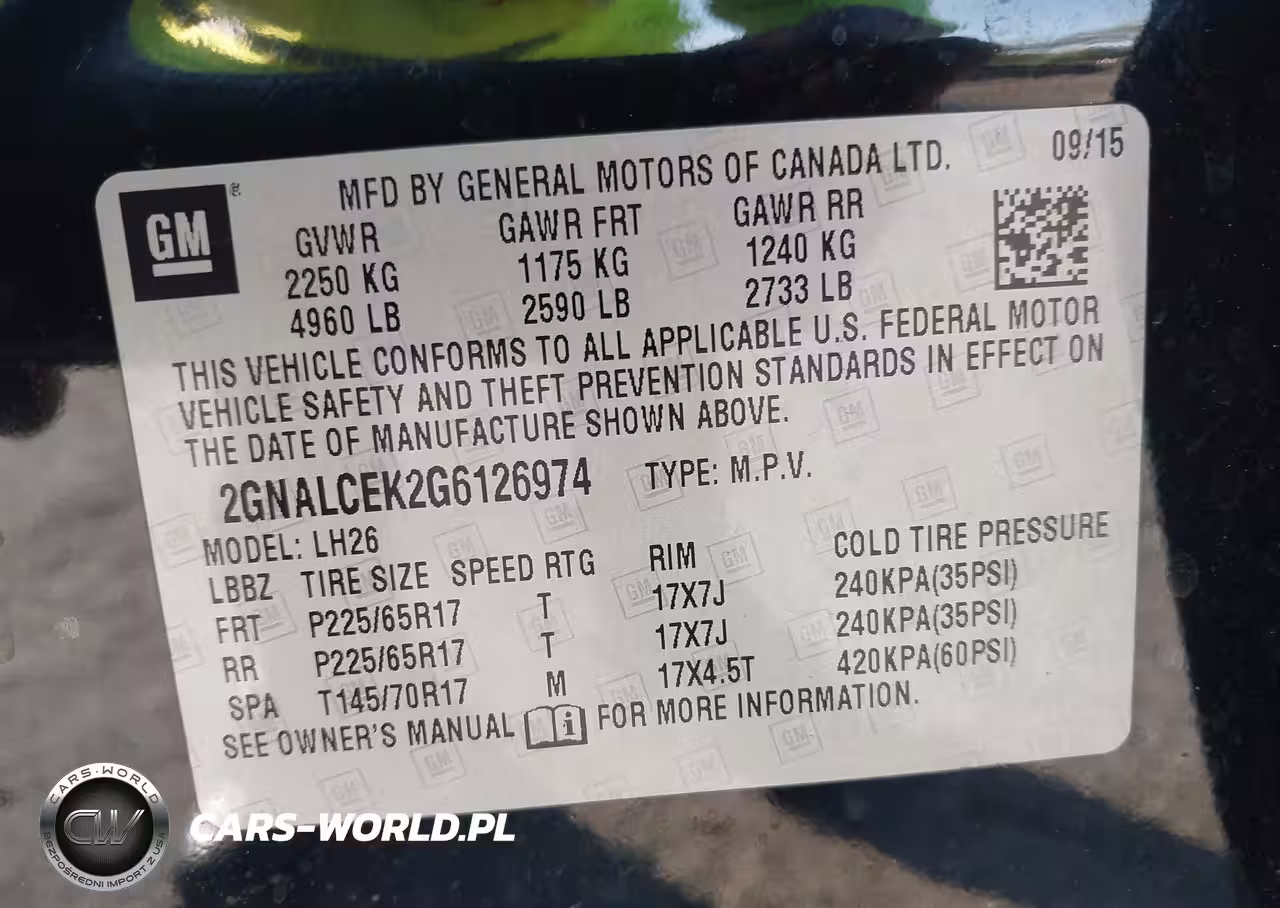 GM ®
MFD BY GENERAL MOTORS OF CANADA LTD. 09/15
GVWR GAWR FRT GAWR RR
2250 KG 1175 KG 1240 KG
4960 LB 2590 LB 2733 LB
THIS VEHICLE CONFORMS TO ALL APPLICABLE U.S. FEDERAL MOTOR
VEHICLE SAFETY AND THEFT PREVENTION STANDARDS IN EFFECT ON
THE DATE OF MANUFACTURE SHOWN ABOVE.
2GNALCEK2G6126974 TYPE: M.P.V.
MODEL: LH26
LBBZ TIRE SIZE SPEED RTG RIM COLD TIRE PRESSURE
FRT P225/65R17 T 17X7J 240KPA(35PSI)
RR P225/65R17 T 17X7J 240KPA(35PSI)
SPA T145/70R17 M 17X4.5T 420KPA(60PSI)
SEE OWNER'S MANUAL i FOR MORE INFORMATION.
CARS-WORLD
CW
BEZPOŚREDNI IMPORT Z USA
CARS-WORLD.PL